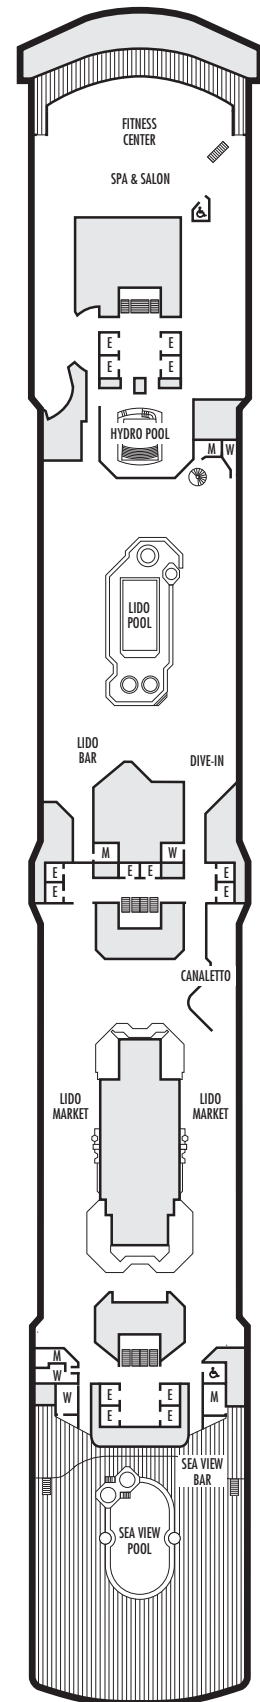 FITNESS
CENTER
SPA & SALON
E E
E E
HYDRO POOL
M W
LIDO
POOL
LIDO
BAR
DIVE-IN
M W
E E E E
E E
CANALETTO
LIDO
MARKET
LIDO
MARKET
M
W
W M
E E
E E
SEA VIEW
BAR
SEA VIEW
POOL